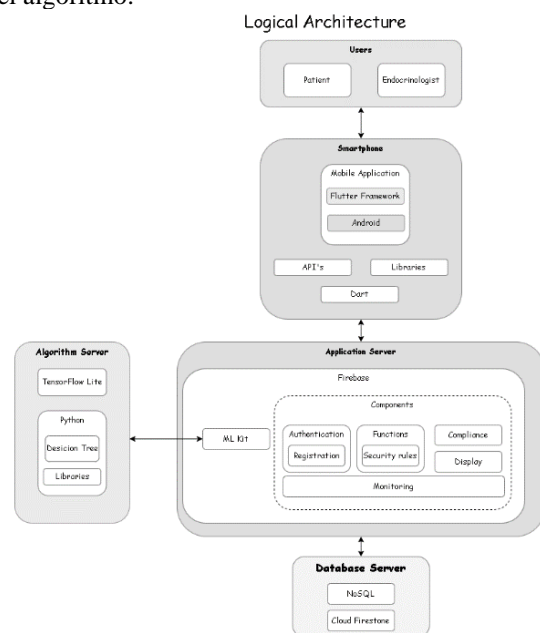 el algoritmo.
Logical Architecture
Users
Patient
Endocrinologist
Smartphone
Mobile Application
Flutter Framework
Android
API's
Libraries
Dart
Algorithm Server
TensorFlow Lite
Python
Desicion Tree
Libraries
Application Server
Firebase
ML Kit
Components
Authentication
Registration
Functions
Security rules
Compliance
Display
Monitoring
Database Server
NoSQL
Cloud Firestone